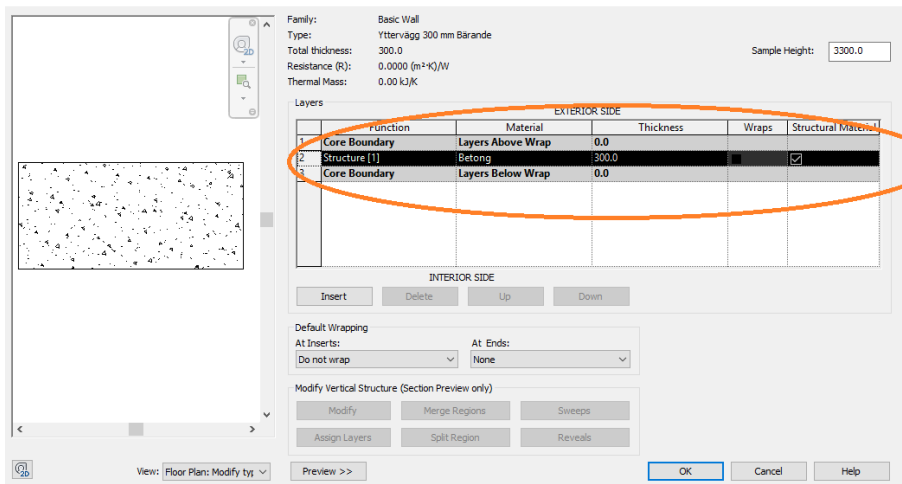 Family: Basic Wall
Type: Yttervägg 300 mm Bärande
Total thickness: 300.0 Sample Height: 3300.0
Resistance (R): 0.0000 (m²·K)/W
Thermal Mass: 0.00 kJ/K
Layers
EXTERIOR SIDE
Function Material Thickness Wraps Structural Material
1 Core Boundary Layers Above Wrap 0.0
2 Structure [1] Betong 300.0
3 Core Boundary Layers Below Wrap 0.0
INTERIOR SIDE
Insert Delete Up Down
Default Wrapping
At Inserts: At Ends:
Do not wrap None
Modify Vertical Structure (Section Preview only)
Modify Merge Regions Sweeps
Assign Layers Split Region Reveals
2D
2D View: Floor Plan: Modify typ Preview >> OK Cancel Help